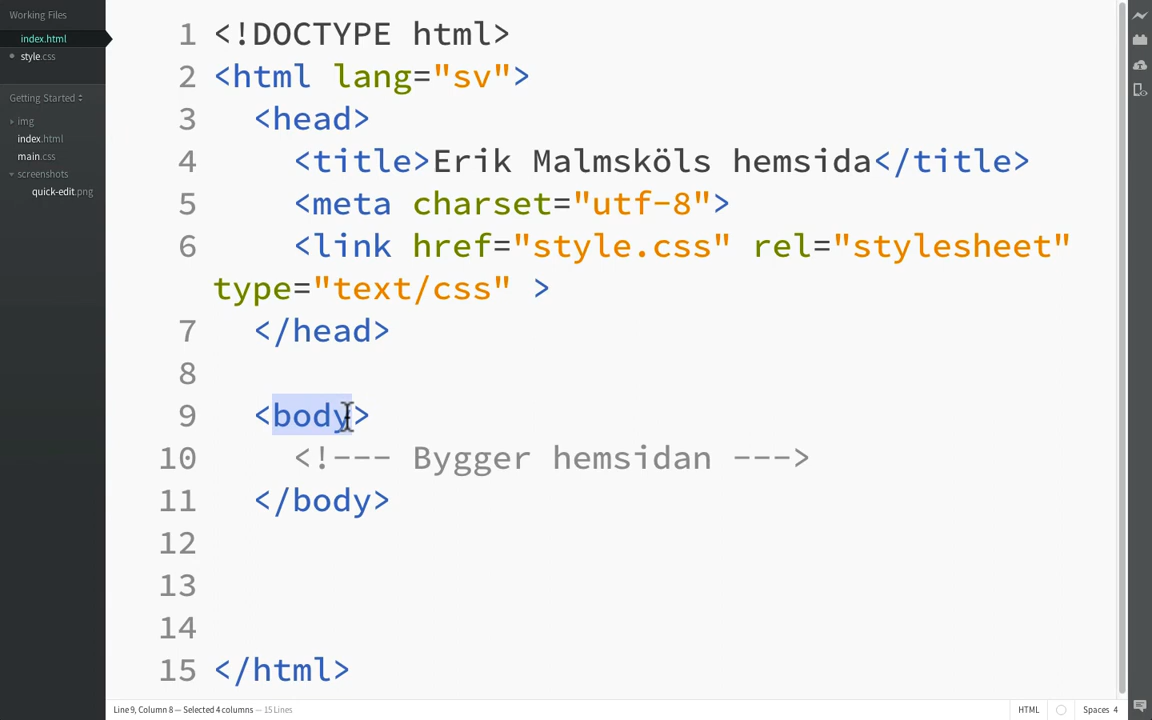 Working Files
index.html
style.css
Getting Started
img
index.html
main.css
screenshots
quick-edit.png
1 <!DOCTYPE html>
2 <html lang="sv">
3 <head>
4 <title>Erik Malmsköls hemsida</title>
5 <meta charset="utf-8">
6 <link href="style.css" rel="stylesheet"
type="text/css" >
7 </head>
8
9 <body>
10 <!--- Bygger hemsidan --->
11 </body>
12
13
14
15 </html>
Line 9, Column 8 — Selected 4 columns — 15 Lines
HTML
Spaces 4